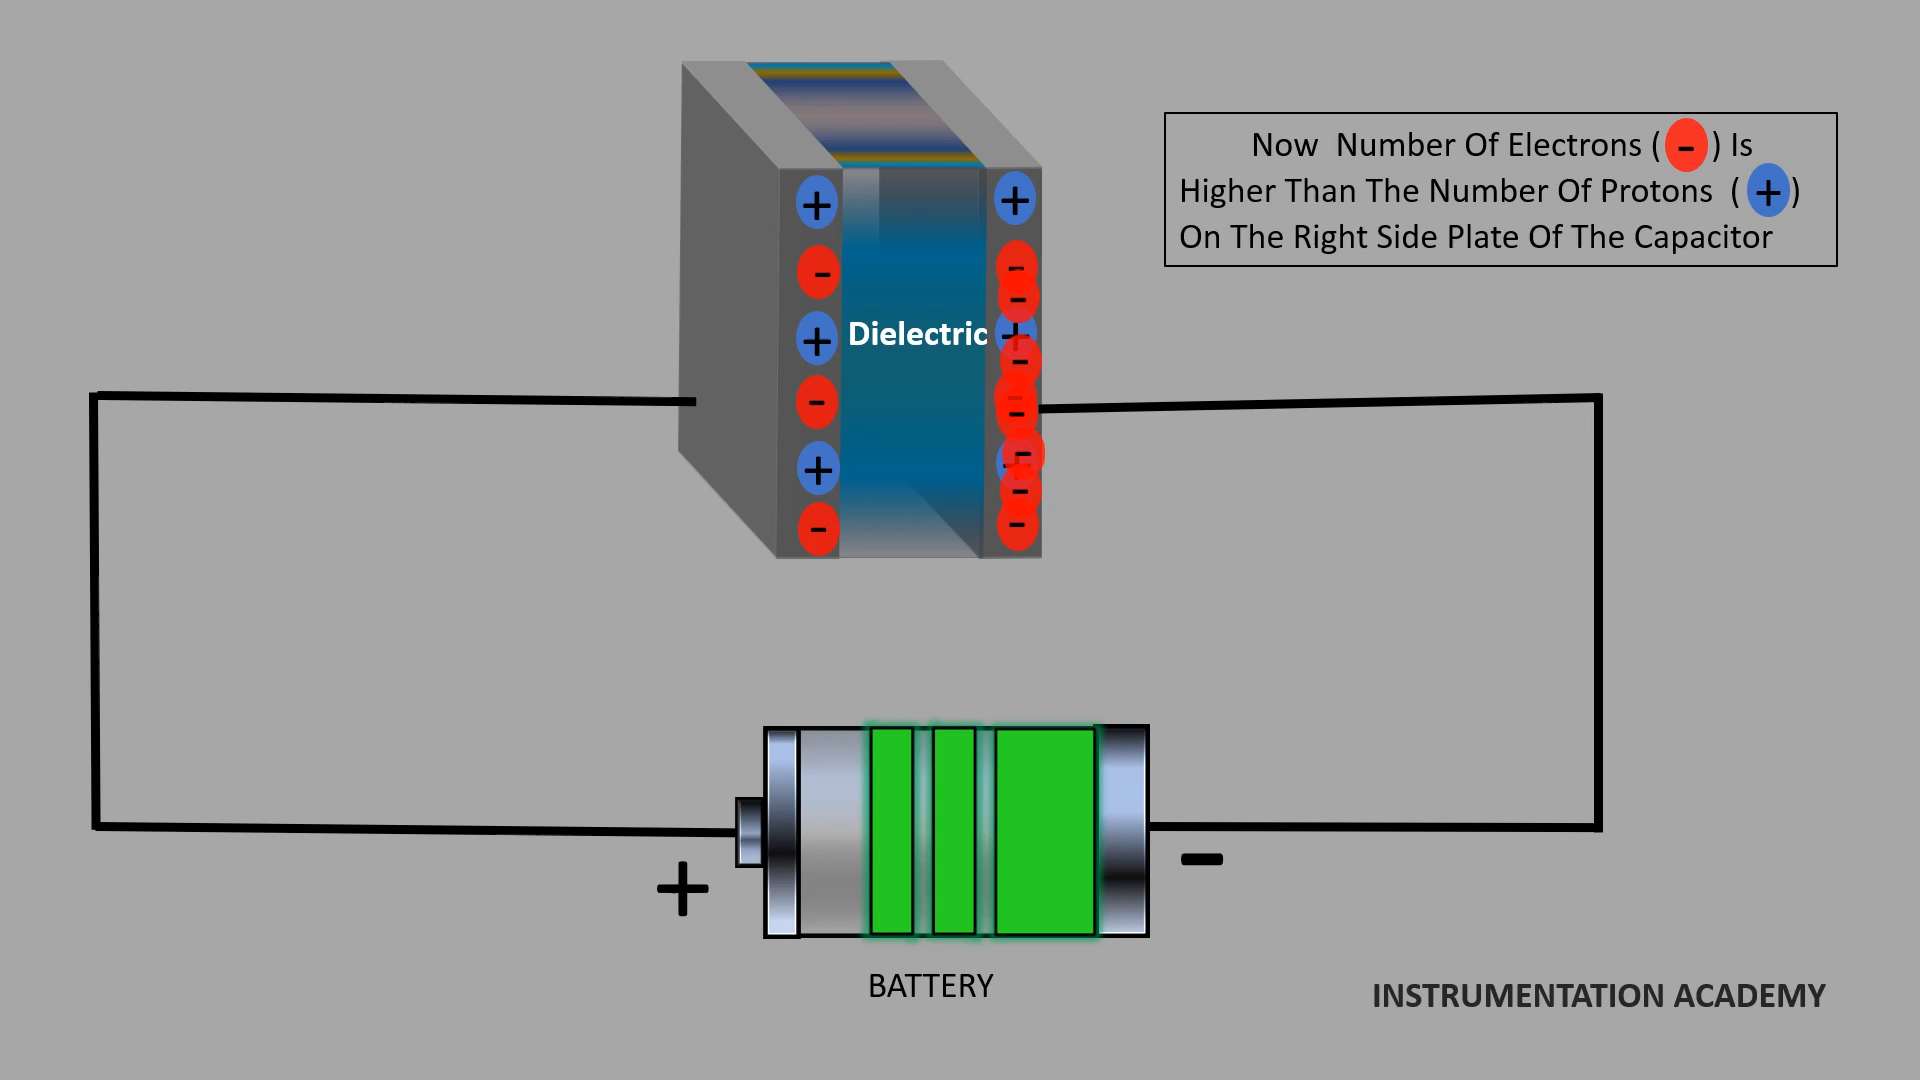 Now Number Of Electrons ( - ) Is
Higher Than The Number Of Protons ( + )
On The Right Side Plate Of The Capacitor
+ +
- -
-
Dielectric
+ +
-
- -
-
-
+ +
-
- -
+ -
BATTERY
INSTRUMENTATION ACADEMY